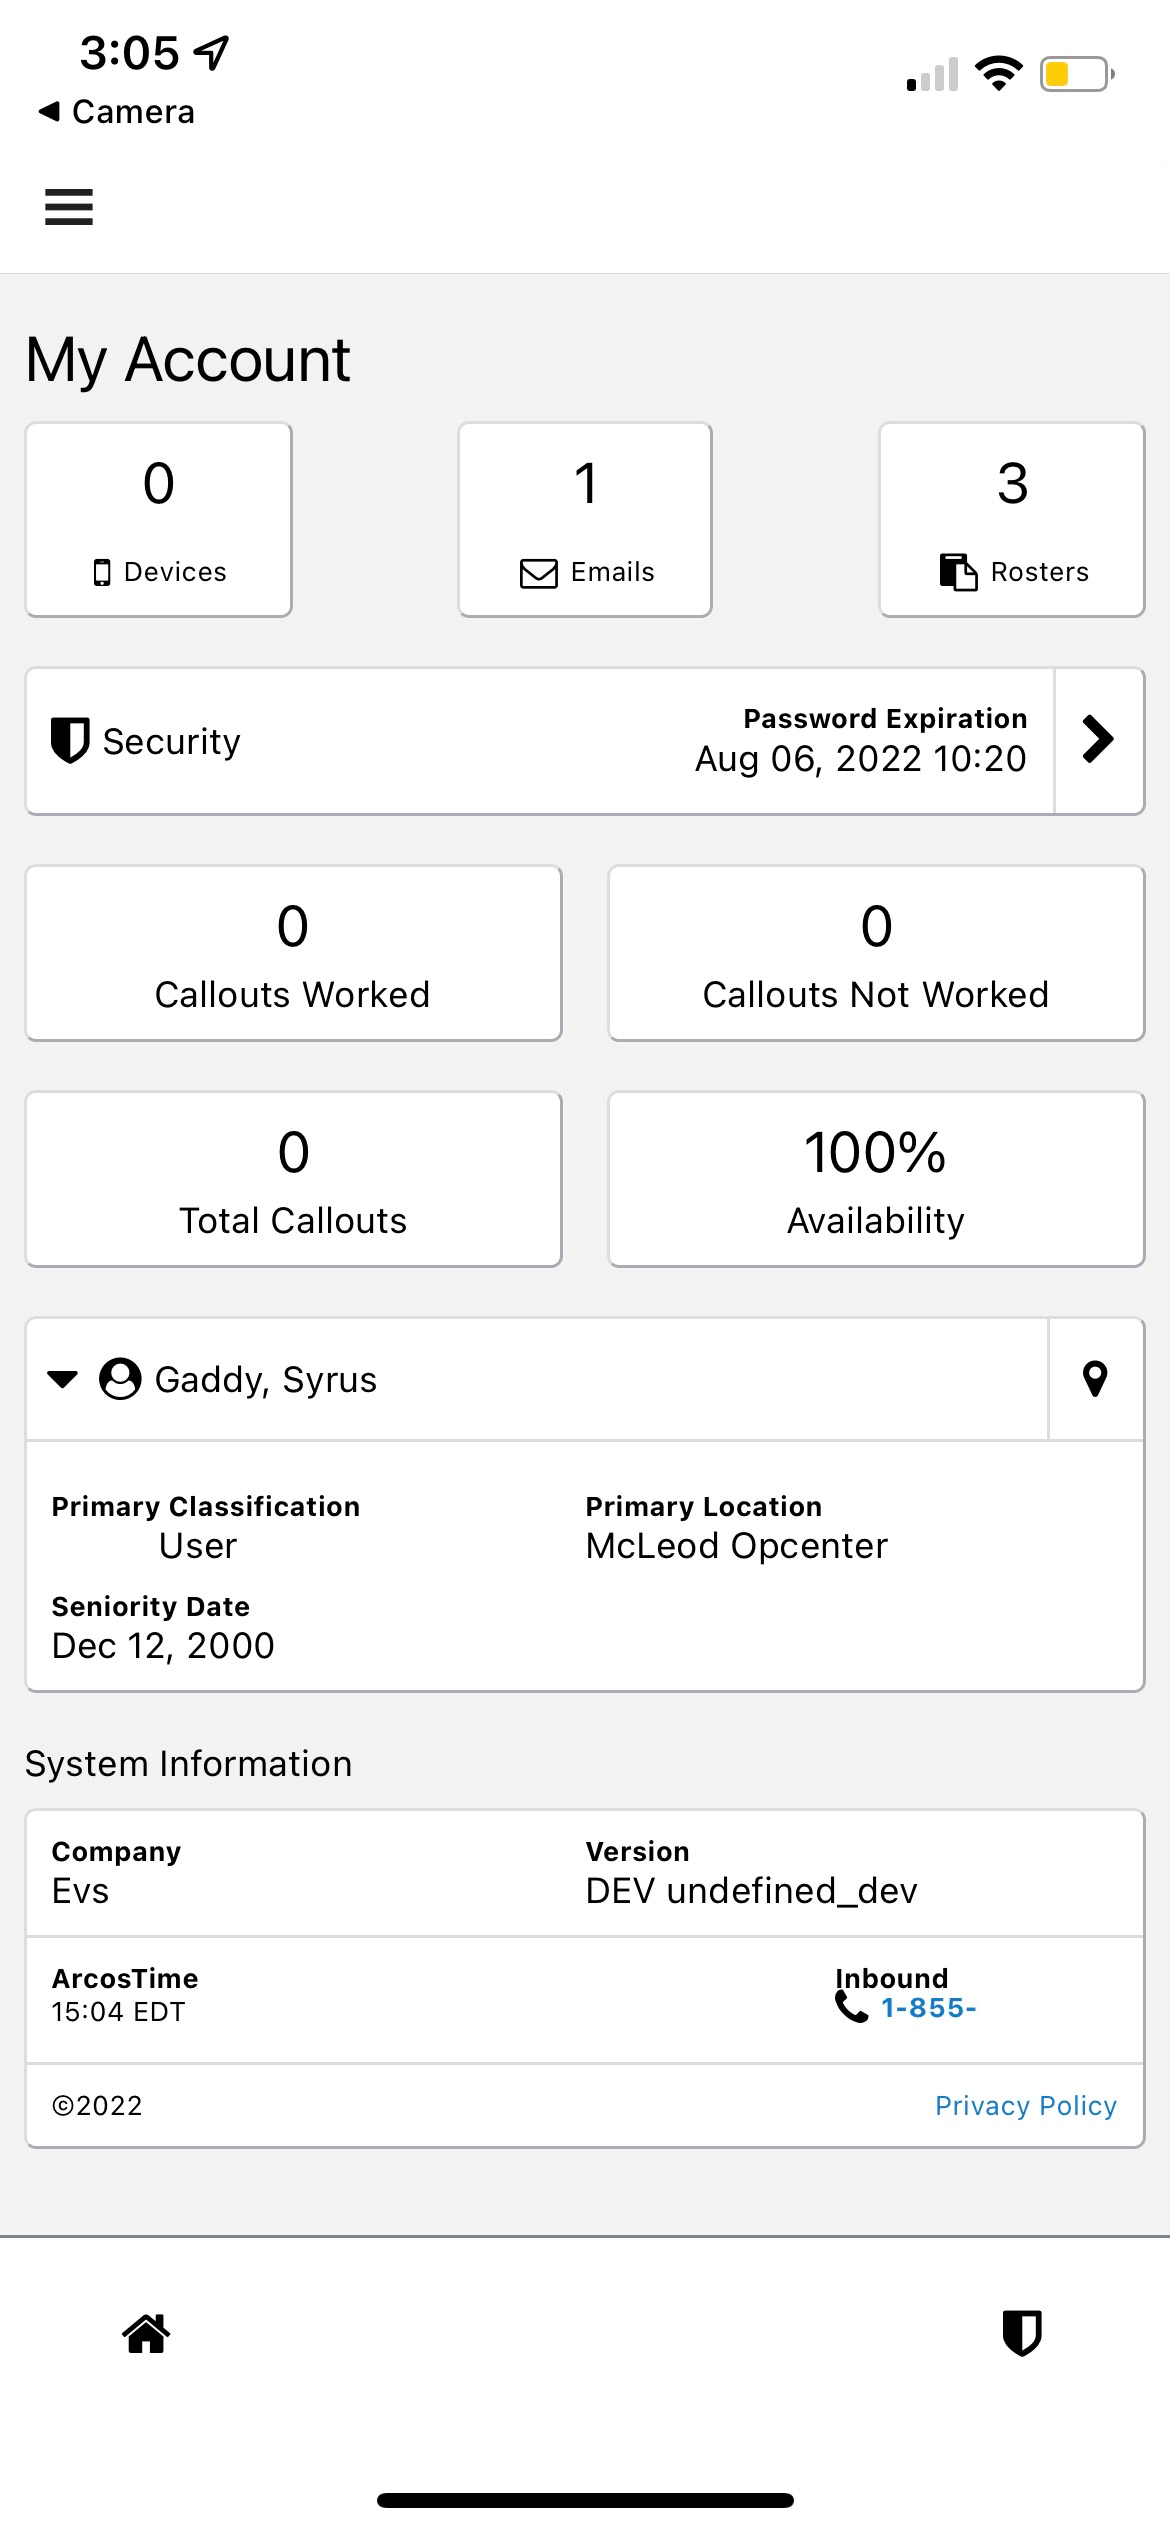 3:05
Camera
My Account
0
Devices
1
Emails
3
Rosters
Security
Password Expiration
Aug 06, 2022 10:20
0
Callouts Worked
0
Callouts Not Worked
0
Total Callouts
100%
Availability
Gaddy, Syrus
Primary Classification
User
Primary Location
McLeod Opcenter
Seniority Date
Dec 12, 2000
System Information
Company
Evs
Version
DEV undefined_dev
ArcosTime
15:04 EDT
Inbound
1-855-
©2022
Privacy Policy